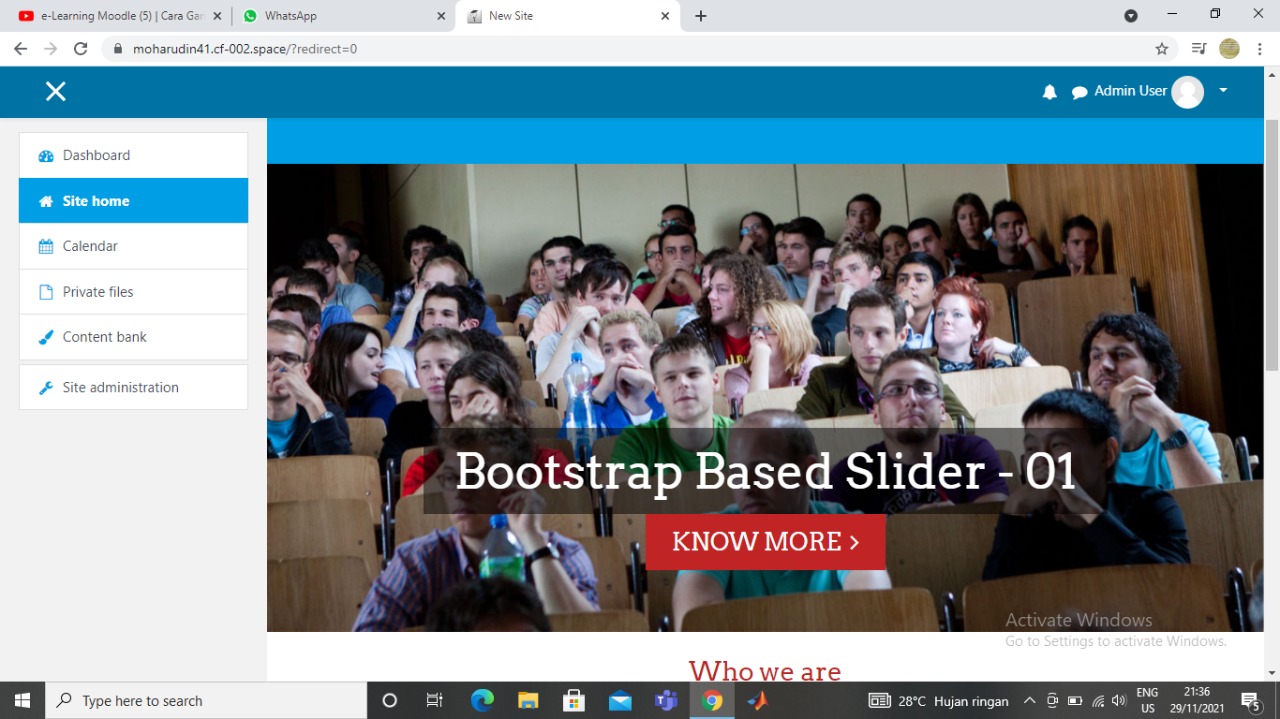 e-Learning Moodle (5) | Cara Gan
WhatsApp
New Site
moharudin41.cf-002.space/?redirect=0
Admin User
Dashboard
Site home
Calendar
Private files
Content bank
Site administration
Bootstrap Based Slider - 01
KNOW MORE >
Who we are
Activate Windows
Go to Settings to activate Windows.
Type here to search
28°C Hujan ringan
ENG
US
21:36
29/11/2021
5